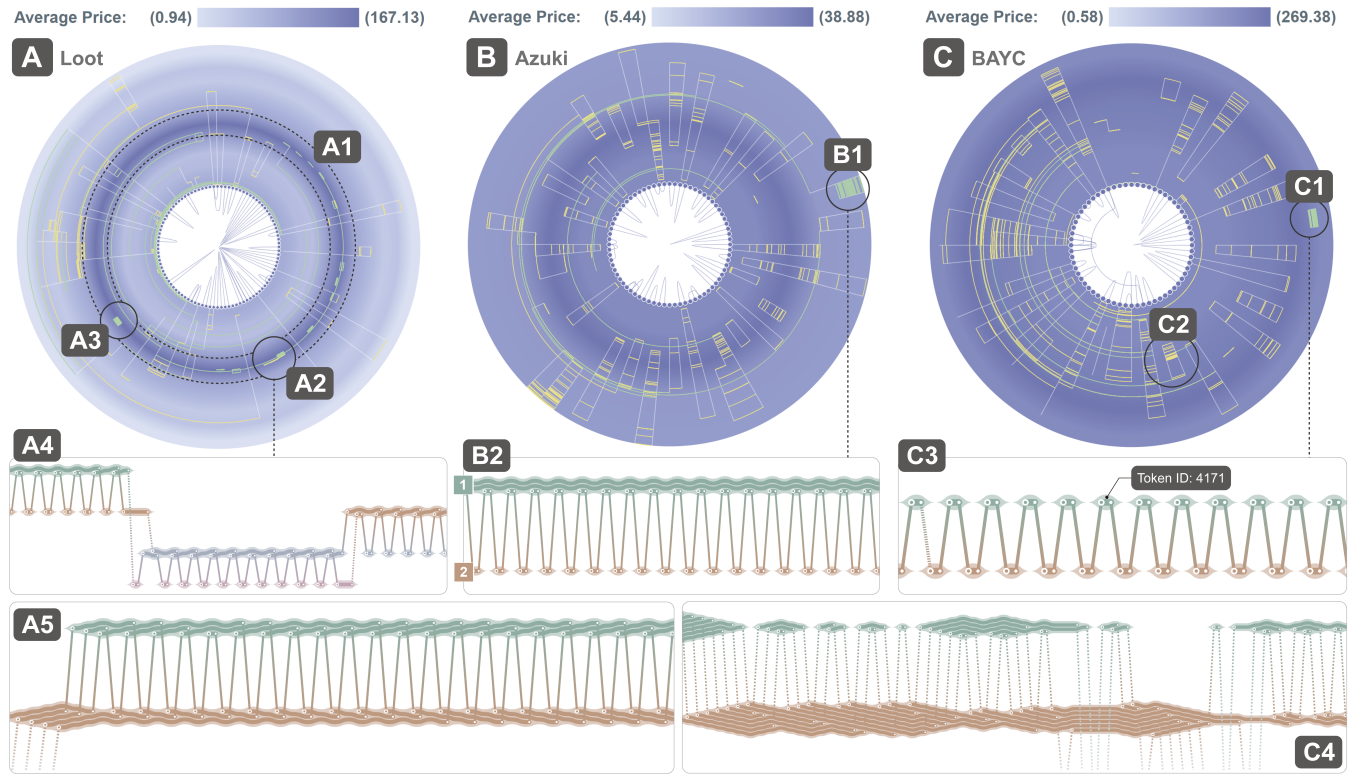 Average Price: (0.94) (167.13)
Average Price: (5.44) (38.88)
Average Price: (0.58) (269.38)
A Loot
B Azuki
C BAYC
A1
B1
C1
A3
A2
C2
A4
B2
C3
1
2
Token ID: 4171
A5
C4